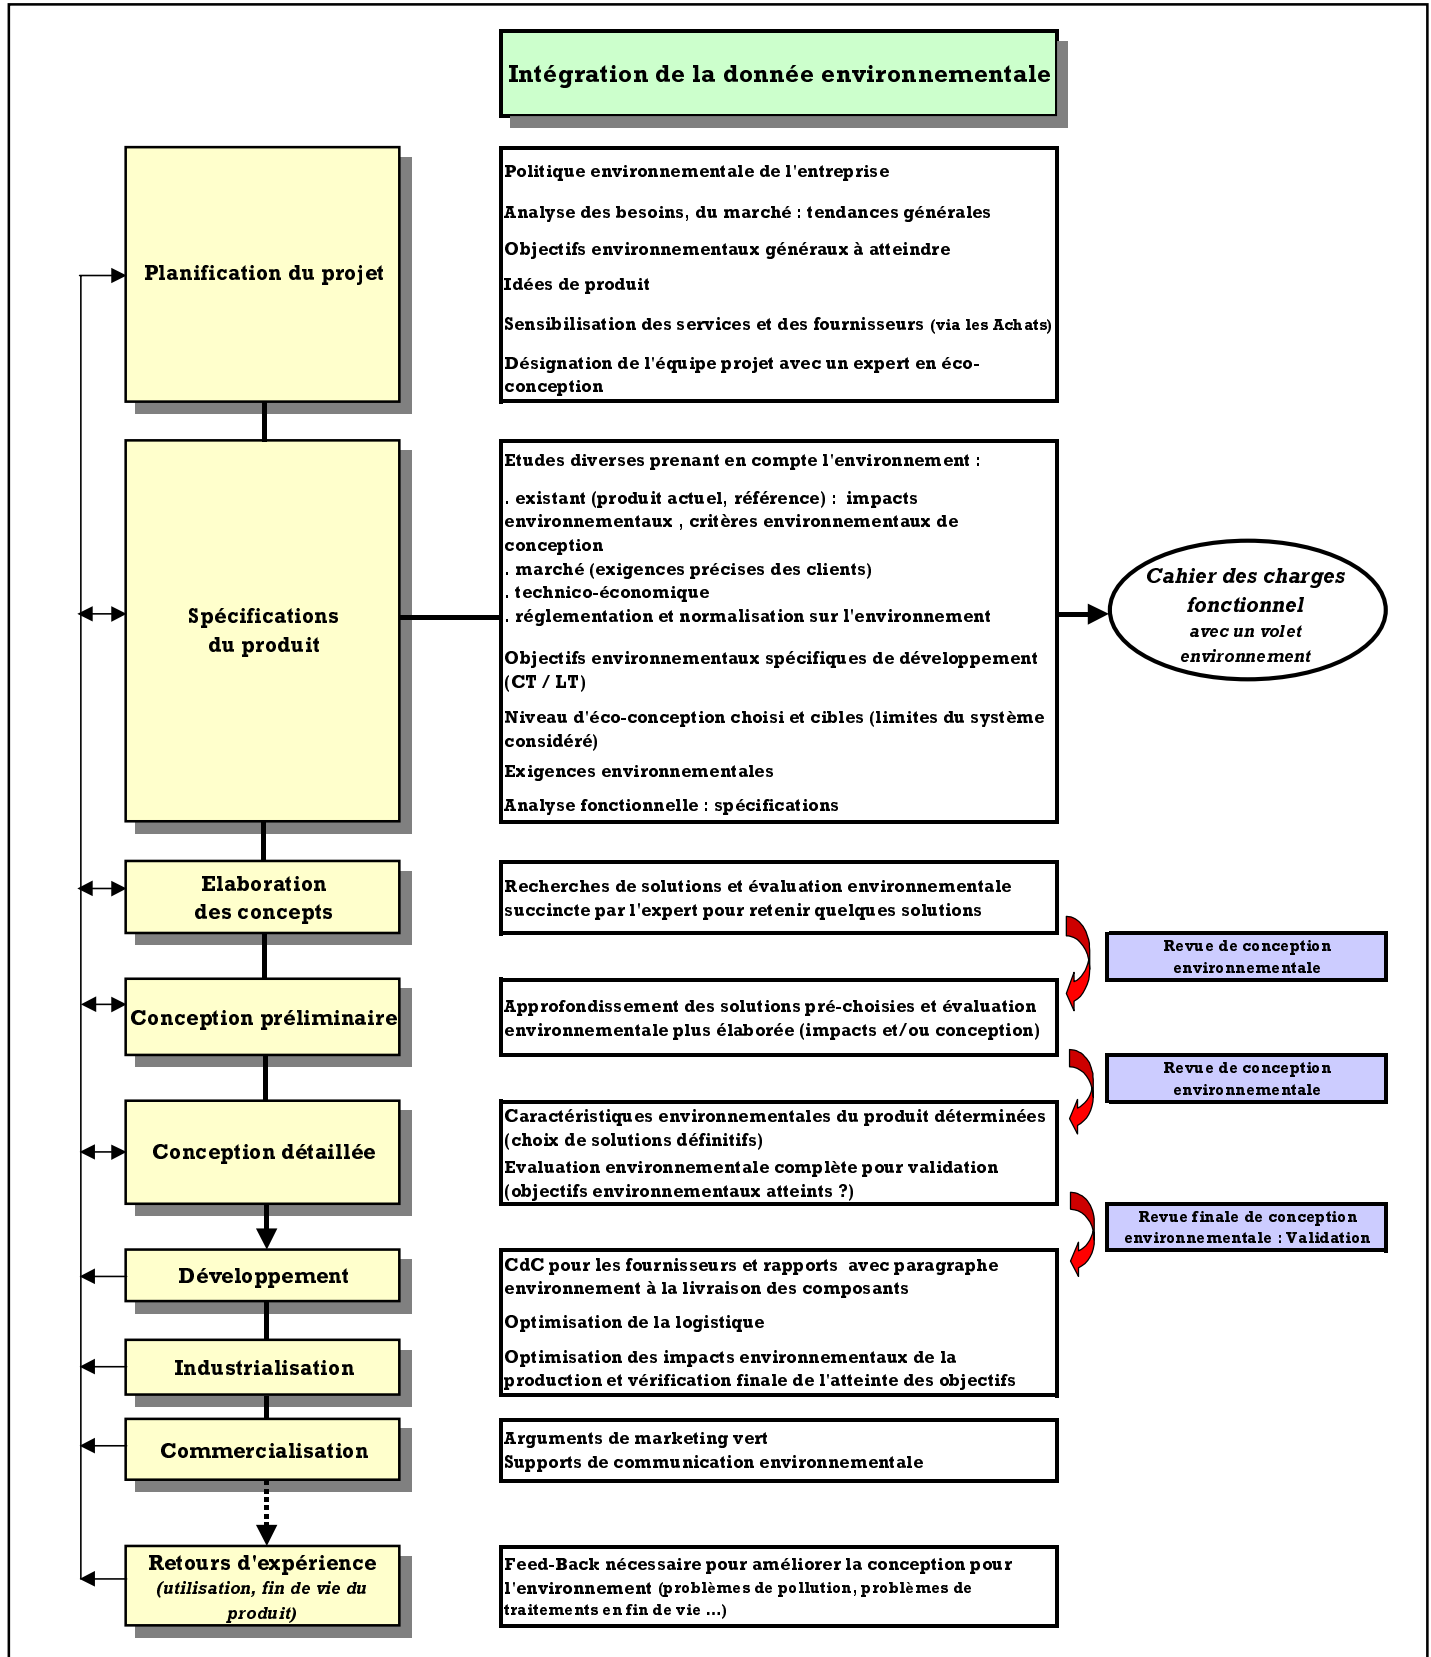 Intégration de la donnée environnementale
Planification du projet
Politique environnementale de l'entreprise
Analyse des besoins, du marché : tendances générales
Objectifs environnementaux généraux à atteindre
Idées de produit
Sensibilisation des services et des fournisseurs (via les Achats)
Désignation de l'équipe projet avec un expert en éco-
conception
Spécifications
du produit
Etudes diverses prenant en compte l'environnement :
. existant (produit actuel, référence) : impacts
environnementaux , critères environnementaux de
conception
. marché (exigences précises des clients)
. technico-économique
. réglementation et normalisation sur l'environnement
Objectifs environnementaux spécifiques de développement
(CT / LT)
Niveau d'éco-conception choisi et cibles (limites du système
considéré)
Exigences environnementales
Analyse fonctionnelle : spécifications
Cahier des charges
fonctionnel
avec un volet
environnement
Elaboration
des concepts
Recherches de solutions et évaluation environnementale
succincte par l'expert pour retenir quelques solutions
Revue de conception
environnementale
Conception préliminaire
Approfondissement des solutions pré-choisies et évaluation
environnementale plus élaborée (impacts et/ou conception)
Revue de conception
environnementale
Conception détaillée
Caractéristiques environnementales du produit déterminées
(choix de solutions définitifs)
Evaluation environnementale complète pour validation
(objectifs environnementaux atteints ?)
Revue finale de conception
environnementale : Validation
Développement
CdC pour les fournisseurs et rapports avec paragraphe
environnement à la livraison des composants
Optimisation de la logistique
Industrialisation
Optimisation des impacts environnementaux de la
production et vérification finale de l'atteinte des objectifs
Commercialisation
Arguments de marketing vert
Supports de communication environnementale
Retours d'expérience
(utilisation, fin de vie du
produit)
Feed-Back nécessaire pour améliorer la conception pour
l'environnement (problèmes de pollution, problèmes de
traitements en fin de vie ...)